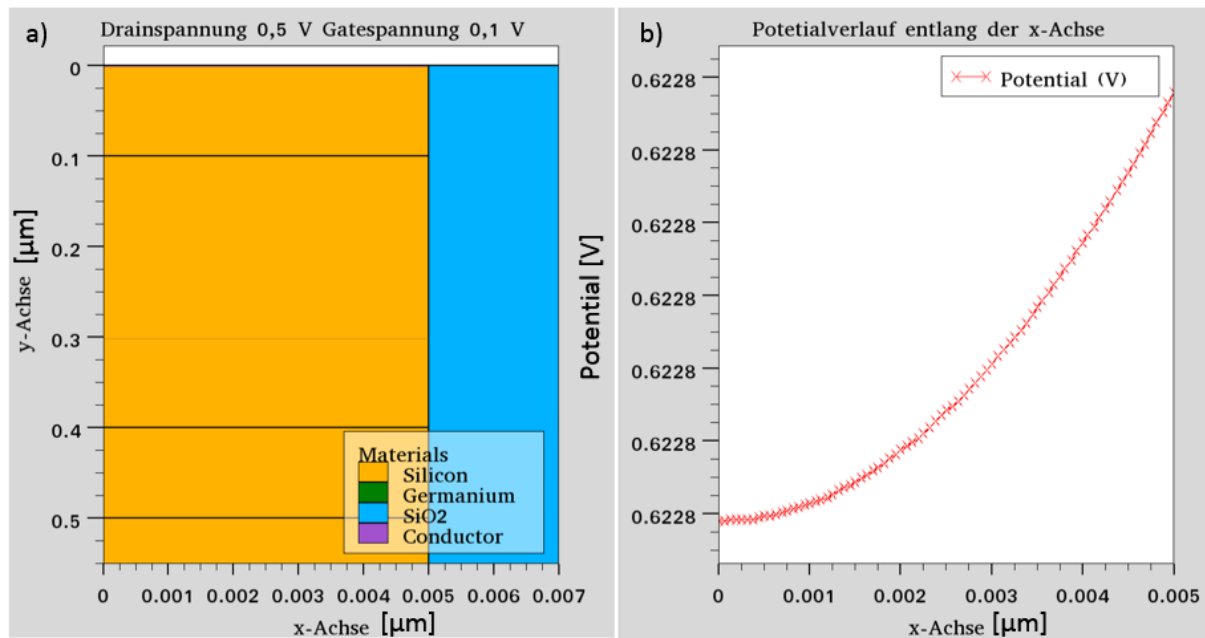 a)
Drainspannung 0,5 V Gatespannung 0,1 V
y-Achse [µm]
0
0.1
0.2
0.3
0.4
0.5
Materials
Silicon
Germanium
SiO2
Conductor
0 0.001 0.002 0.003 0.004 0.005 0.006 0.007
x-Achse [µm]
b)
Potetialverlauf entlang der x-Achse
Potential [V]
0.6228
0.6228
0.6228
0.6228
0.6228
0.6228
0.6228
Potential (V)
0 0.001 0.002 0.003 0.004 0.005
x-Achse [µm]